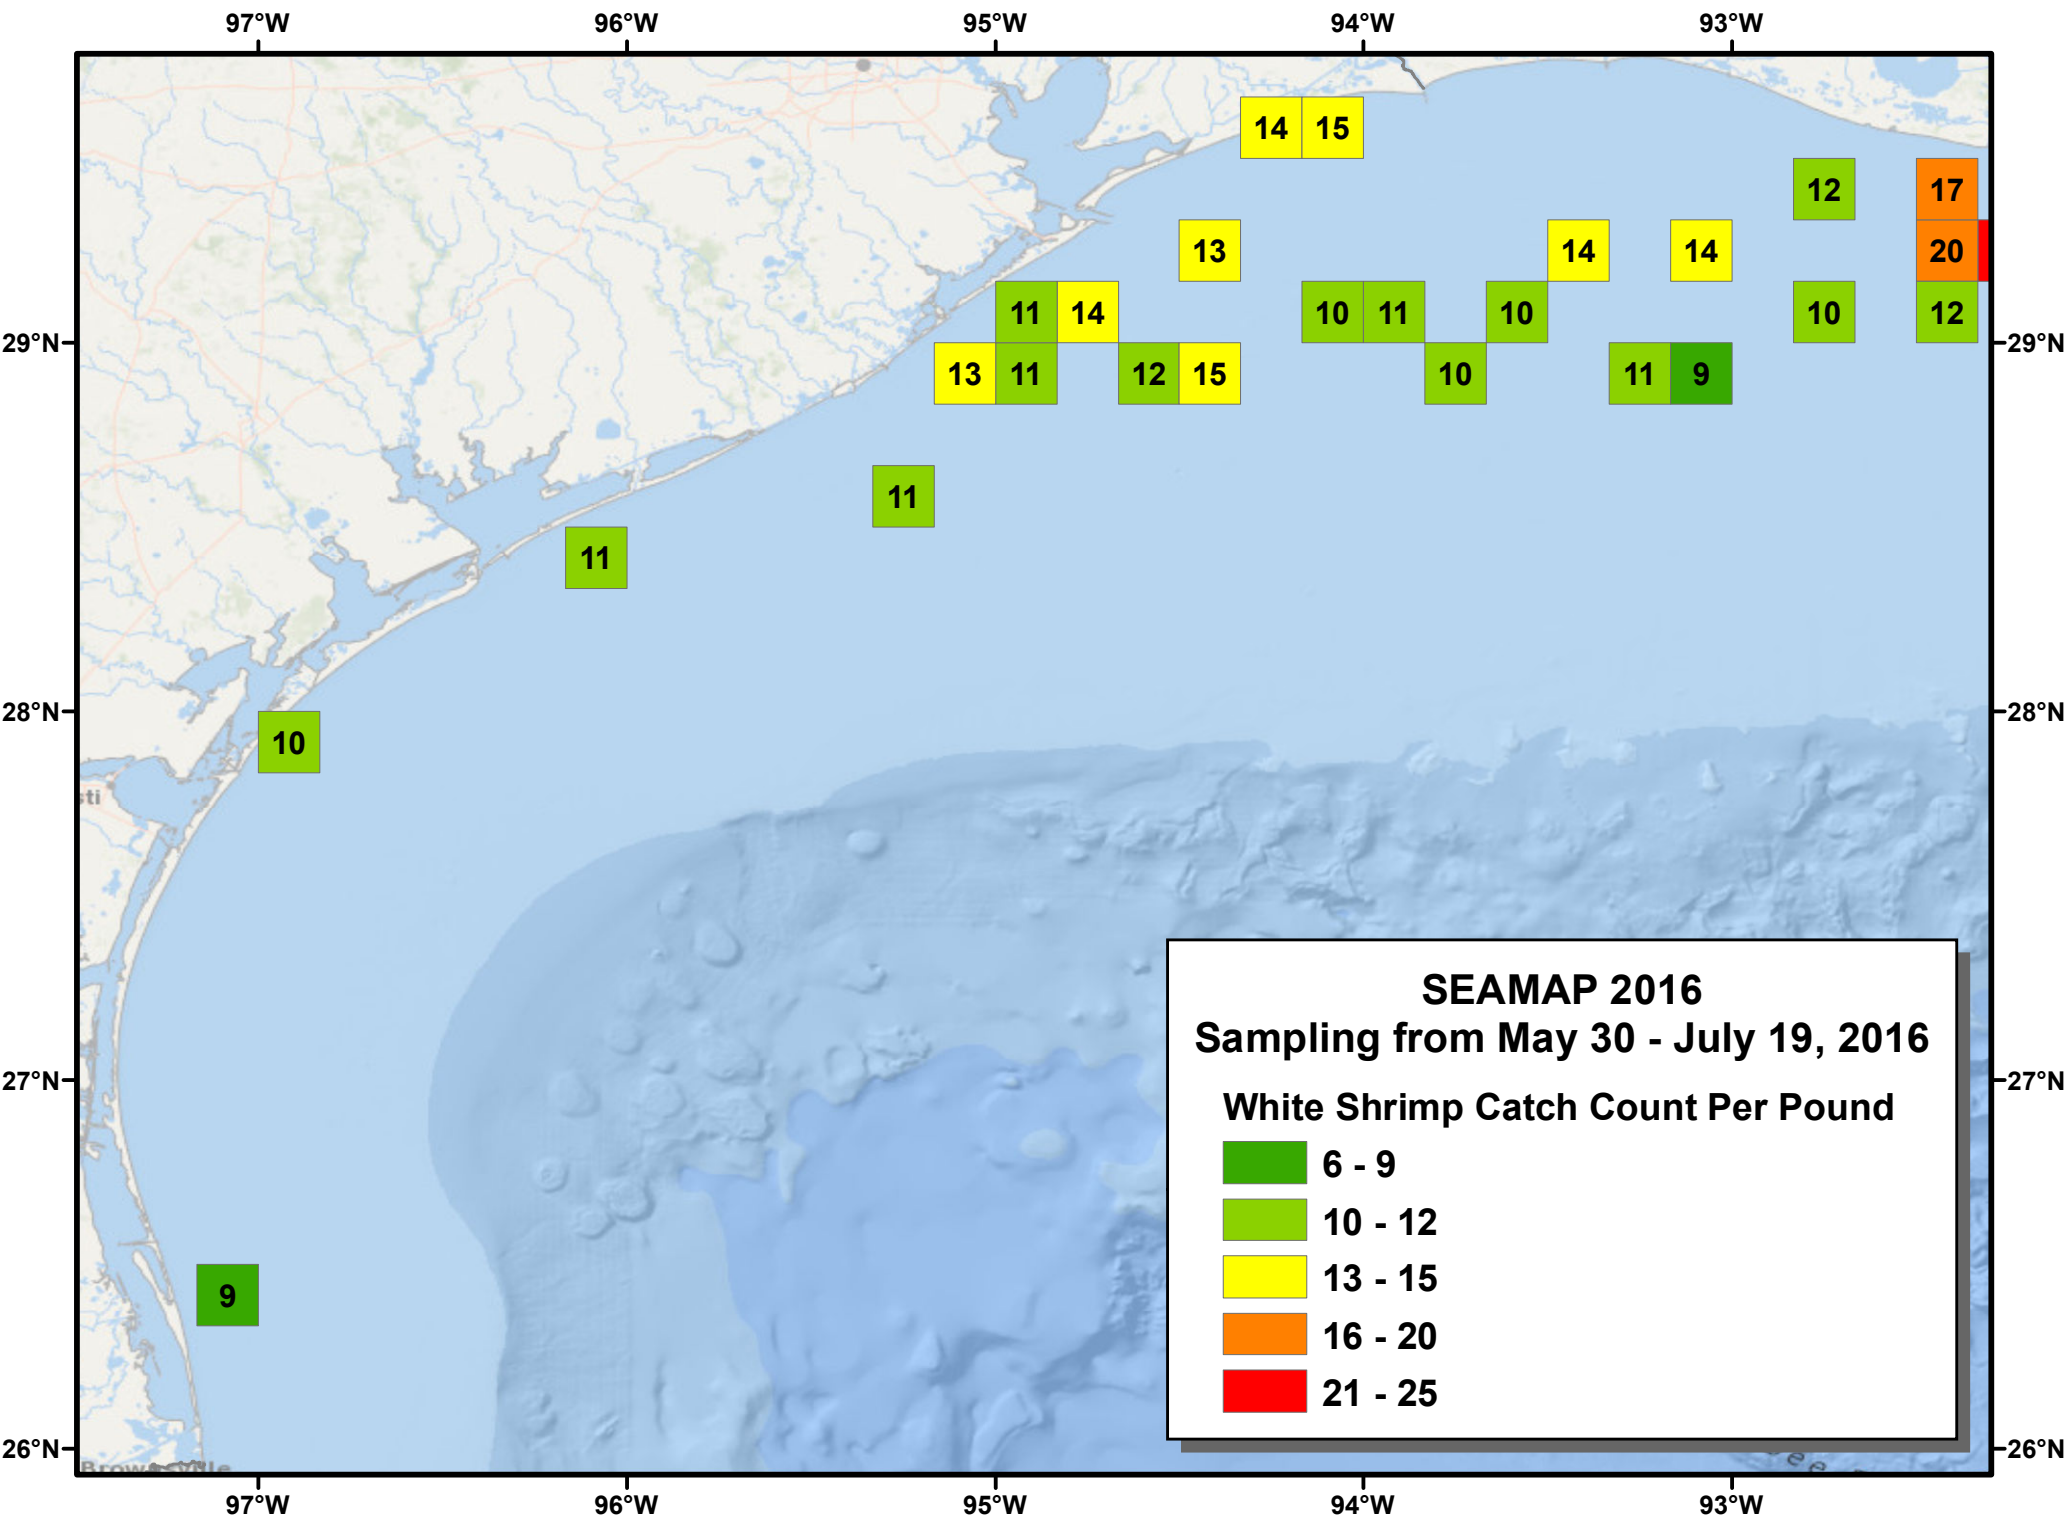 97°W 96°W 95°W 94°W 93°W
14 15
12 17
13 14 14 20
11 14 10 11 10 10 12
29°N 29°N
13 11 12 15 10 11 9
11
11
28°N 28°N
10
sti
SEAMAP 2016
Sampling from May 30 - July 19, 2016
27°N 27°N
White Shrimp Catch Count Per Pound
6 - 9
10 - 12
13 - 15
9
16 - 20
21 - 25
26°N 26°N
Brownsville
97°W 96°W 95°W 94°W 93°W